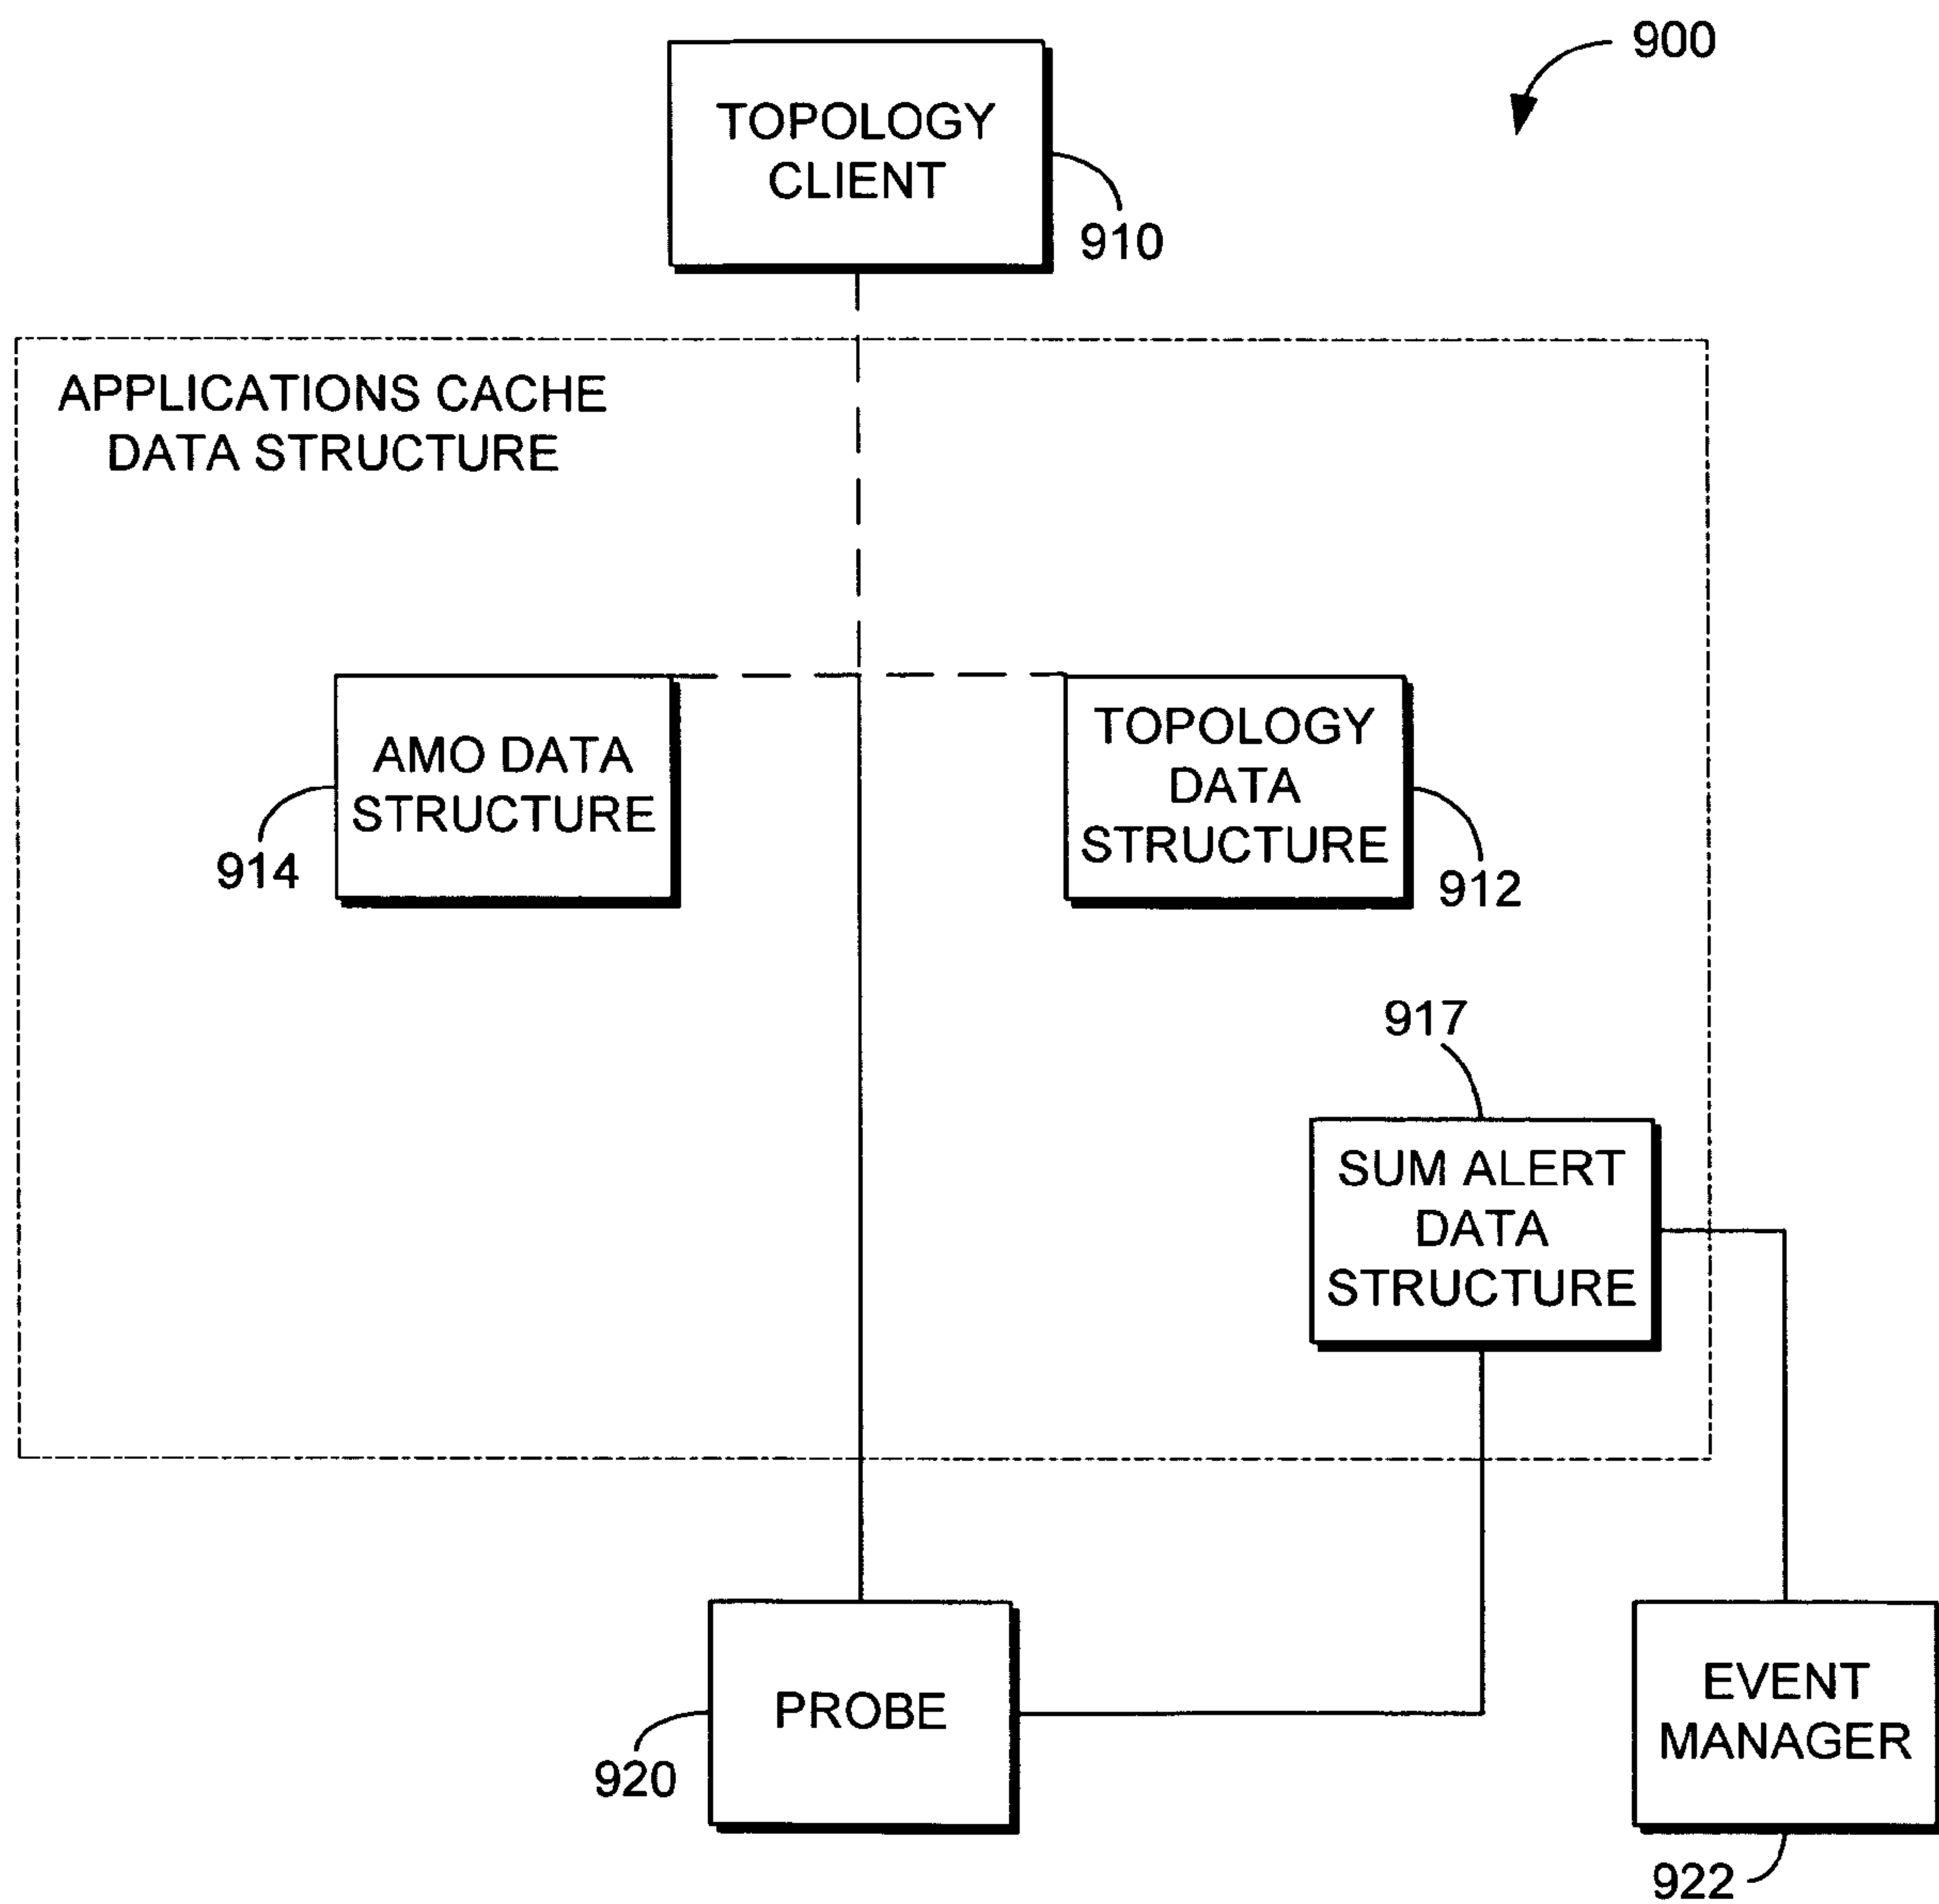 900
TOPOLOGY
CLIENT
910
APPLICATIONS CACHE
DATA STRUCTURE
AMO DATA
STRUCTURE
914
TOPOLOGY
DATA
STRUCTURE
912
917
SUM ALERT
DATA
STRUCTURE
PROBE
920
EVENT
MANAGER
922